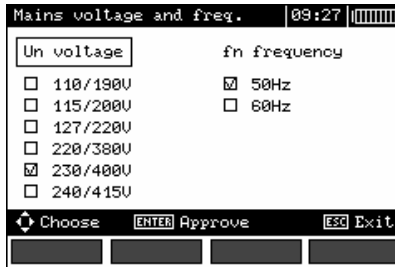 Mains voltage and freq. 09:27
Un voltage fn frequency
110/190V 50Hz
115/200V 60Hz
127/220V
220/380V
230/400V
240/415V
Choose ENTER Approve ESC Exit